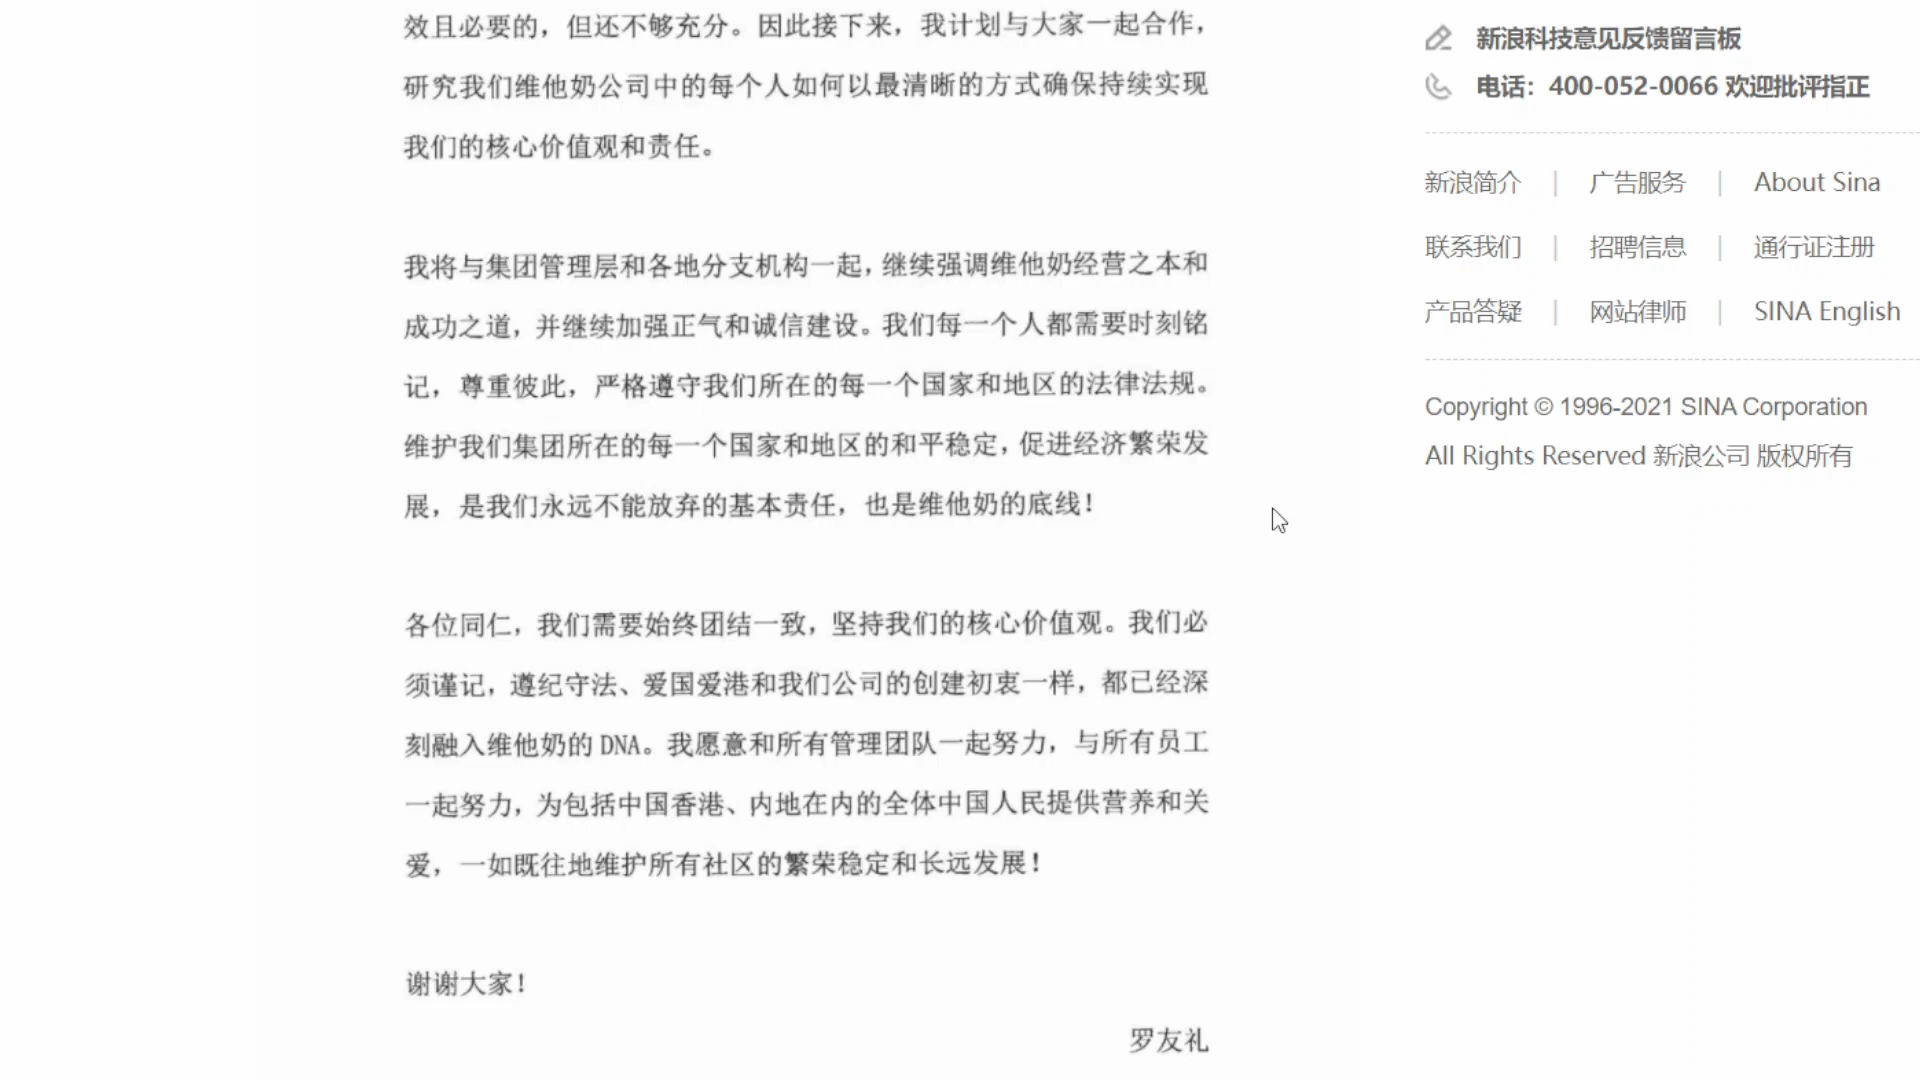 效且必要的，但还不够充分。因此接下来，我计划与大家一起合作，
研究我们维他奶公司中的每个人如何以最清晰的方式确保持续实现
我们的核心价值观和责任。
我将与集团管理层和各地分支机构一起，继续强调维他奶经营之本和
成功之道，并继续加强正气和诚信建设。我们每一个人都需要时刻铭
记，尊重彼此，严格遵守我们所在的每一个国家和地区的法律法规。
维护我们集团所在的每一个国家和地区的和平稳定，促进经济繁荣发
展，是我们永远不能放弃的基本责任，也是维他奶的底线！
各位同仁，我们需要始终团结一致，坚持我们的核心价值观。我们必
须谨记，遵纪守法、爱国爱港和我们公司的创建初衷一样，都已经深
刻融入维他奶的 DNA。我愿意和所有管理团队一起努力，与所有员工
一起努力，为包括中国香港、内地在内的全体中国人民提供营养和关
爱，一如既往地维护所有社区的繁荣稳定和长远发展！
谢谢大家！
罗友礼
新浪科技意见反馈留言板
电话：400-052-0066 欢迎批评指正
新浪简介 | 广告服务 | About Sina
联系我们 | 招聘信息 | 通行证注册
产品答疑 | 网站律师 | SINA English
Copyright © 1996-2021 SINA Corporation
All Rights Reserved 新浪公司 版权所有